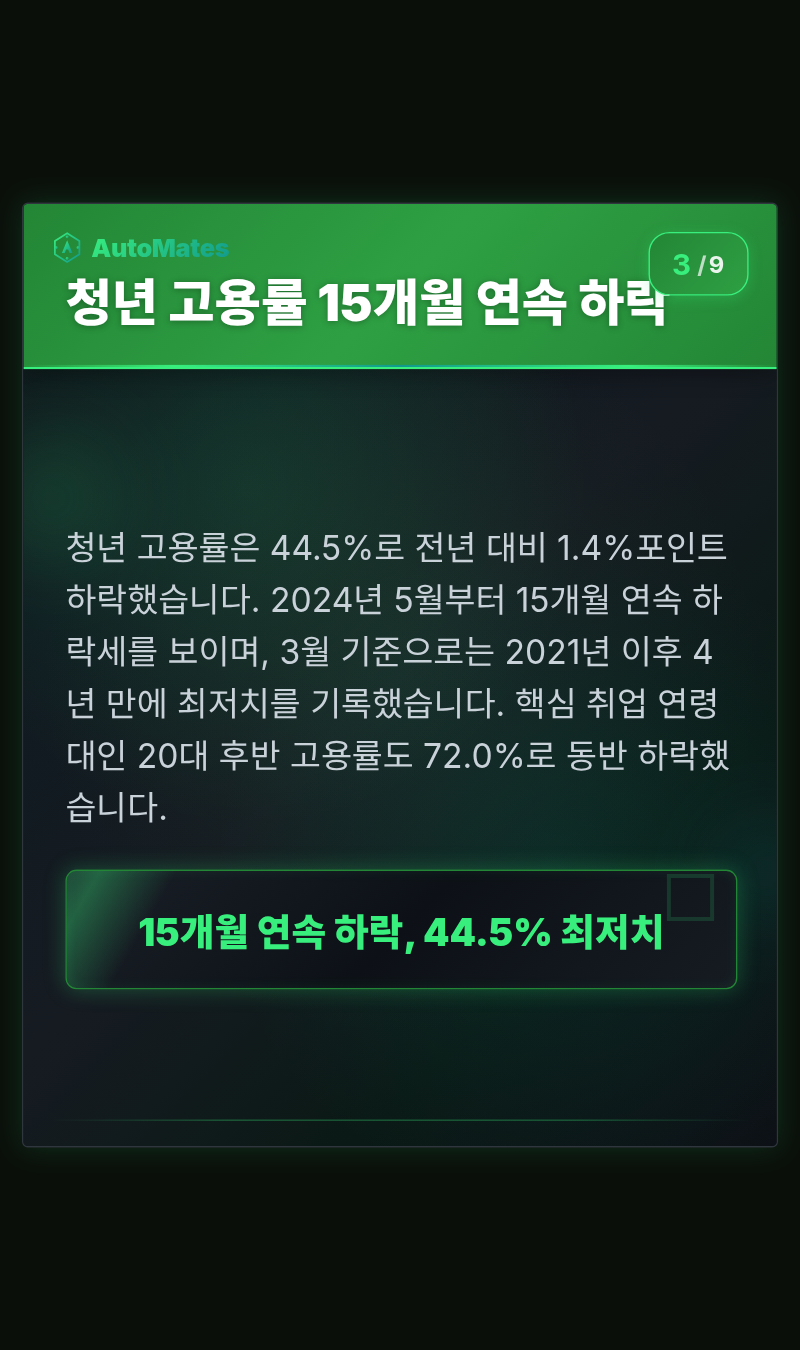 AutoMates
3 / 9
청년 고용률 15개월 연속 하락
청년 고용률은 44.5%로 전년 대비 1.4%포인트
하락했습니다. 2024년 5월부터 15개월 연속 하
락세를 보이며, 3월 기준으로는 2021년 이후 4
년 만에 최저치를 기록했습니다. 핵심 취업 연령
대인 20대 후반 고용률도 72.0%로 동반 하락했
습니다.
15개월 연속 하락, 44.5% 최저치